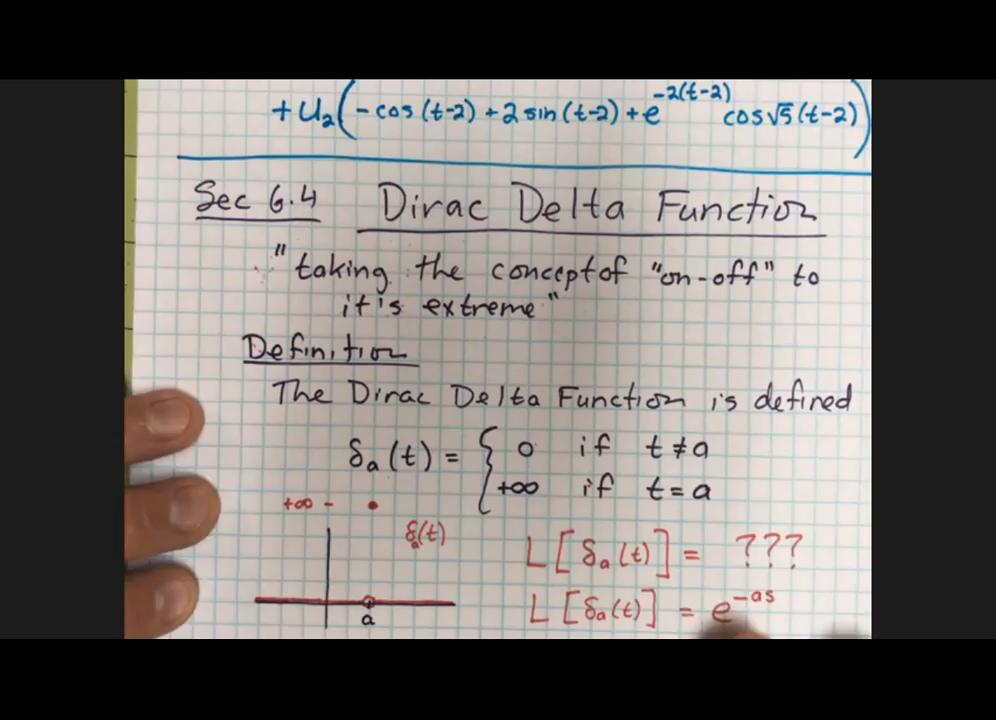 + U₂(-cos(t-2) + 2 sin(t-2) + e^-2(t-2) cos√5(t-2))
Sec 6.4 Dirac Delta Function
"taking the concept of "on-off" to
it's extreme"
Definition
The Dirac Delta Function is defined
δₐ(t) = { 0 if t ≠ a
+∞ if t = a
+∞
δₐ(t)
L[δₐ(t)] = ???
L[δₐ(t)] = e^-as
a